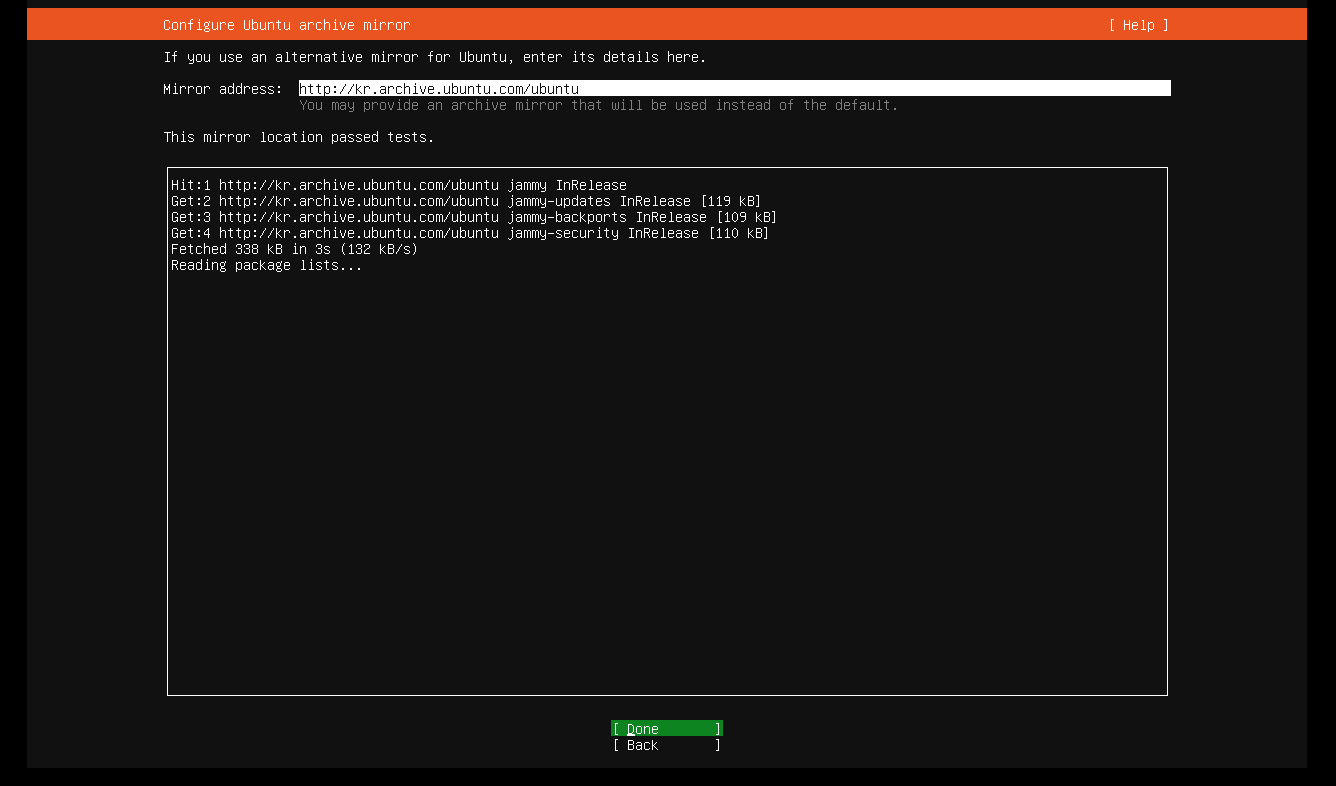 Configure Ubuntu archive mirror [ Help ]
If you use an alternative mirror for Ubuntu, enter its details here.
Mirror address: http://kr.archive.ubuntu.com/ubuntu
You may provide an archive mirror that will be used instead of the default.
This mirror location passed tests.
Hit:1 http://kr.archive.ubuntu.com/ubuntu jammy InRelease
Get:2 http://kr.archive.ubuntu.com/ubuntu jammy-updates InRelease [119 kB]
Get:3 http://kr.archive.ubuntu.com/ubuntu jammy-backports InRelease [109 kB]
Get:4 http://kr.archive.ubuntu.com/ubuntu jammy-security InRelease [110 kB]
Fetched 338 kB in 3s (132 kB/s)
Reading package lists...
[ Done ]
[ Back ]